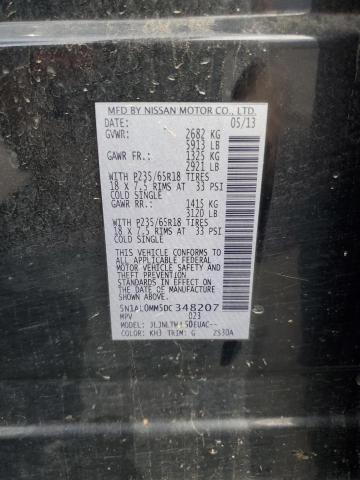 MFD BY NISSAN MOTOR CO., LTD.
DATE: 05/13
GVWR: 2682 KG
5913 LB
GAWR FR.: 1325 KG
2921 LB
WITH P235/65R18 TIRES
18 X 7.5 RIMS AT 33 PSI
COLD SINGLE
GAWR RR.: 1415 KG
3120 LB
WITH P235/65R18 TIRES
18 X 7.5 RIMS AT 33 PSI
COLD SINGLE
THIS VEHICLE CONFORMS TO
ALL APPLICABLE FEDERAL
MOTOR VEHICLE SAFETY
STANDARDS IN EFFECT ON
THE DATE OF MANUFACTURE
SHOWN ABOVE.
5N1AL0MM5DC348207
MPV 023
MODEL:
COLOR: KH3 TRIM: G 2S30A